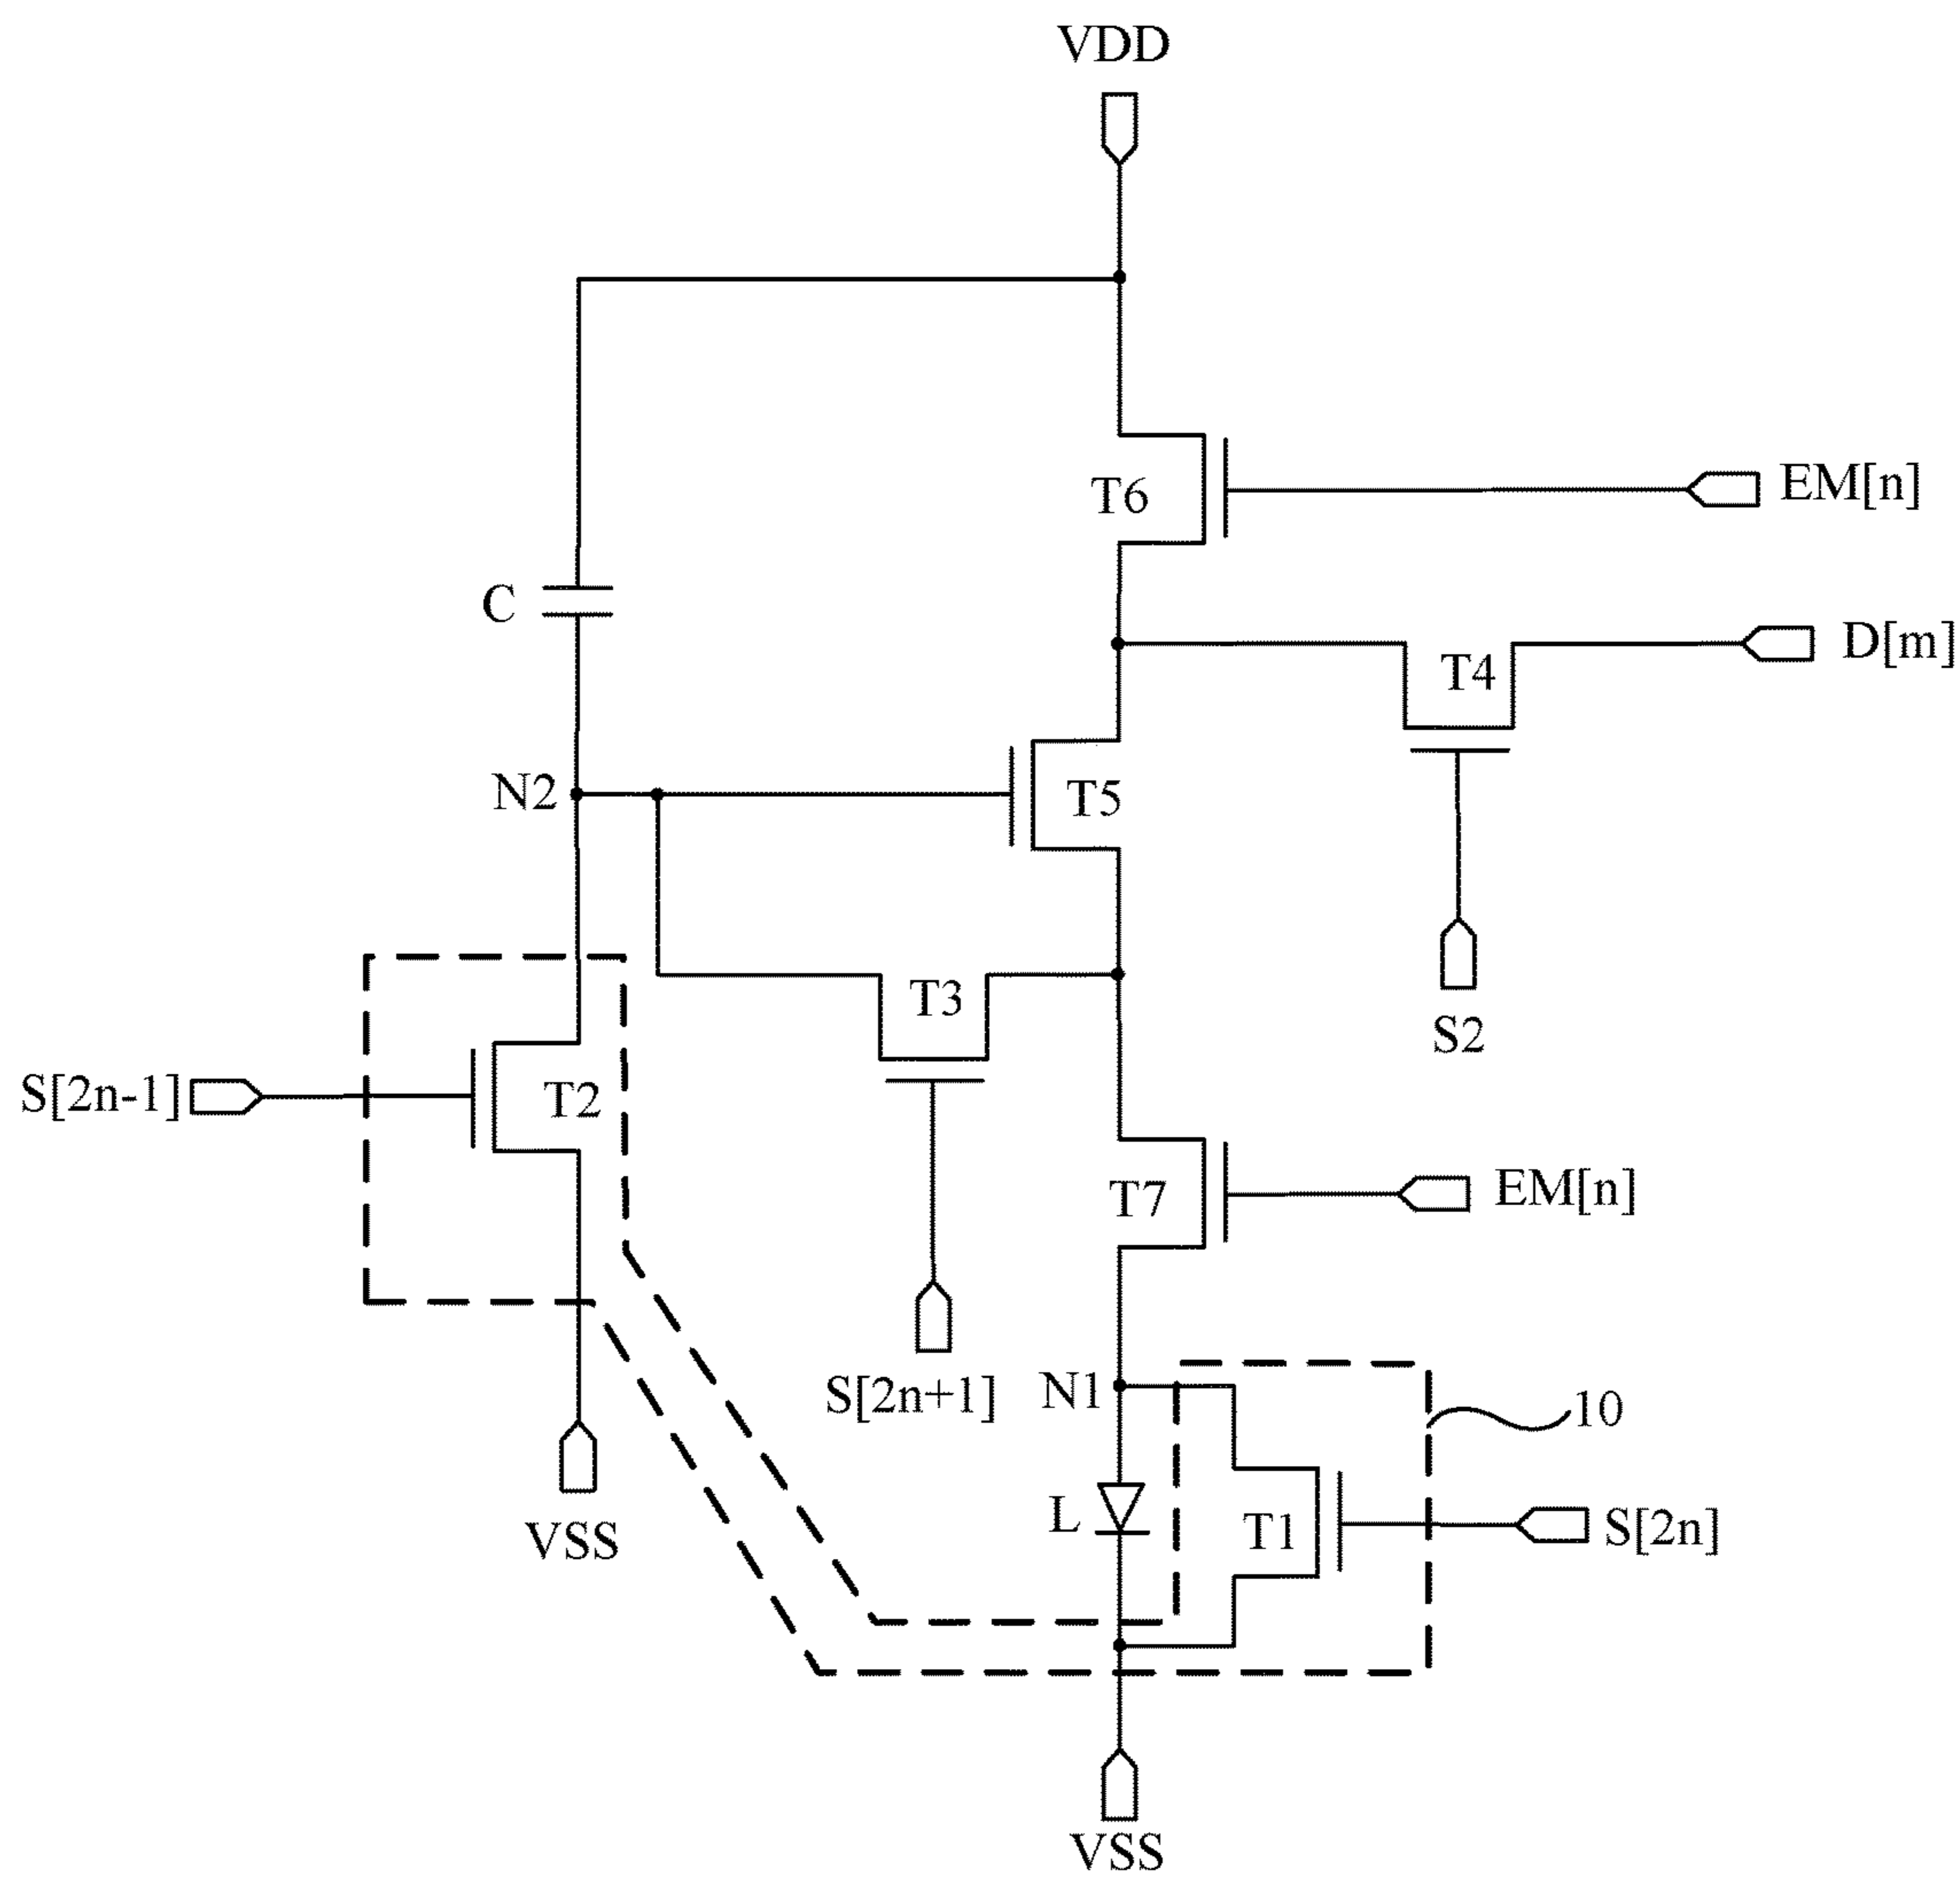 VDD
T6
EM[n]
C
D[m]
T4
N2
T5
T3
S2
S[2n-1]
T2
T7
EM[n]
S[2n+1]
N1
10
L
T1
S[2n]
VSS
VSS